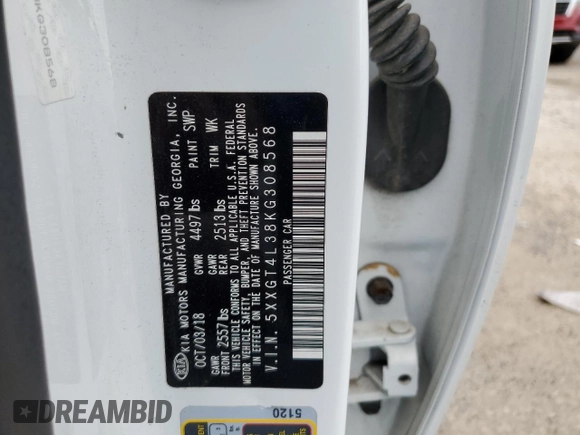 MANUFACTURED BY
KIA KIA MOTORS MANUFACTURING GEORGIA, INC.
OCT/03/18 GVWR 4497 lbs PAINT SWP
GAWR FRONT 2557 lbs GAWR REAR 2513 lbs TRIM WK
THIS VEHICLE CONFORMS TO ALL APPLICABLE U.S.A. FEDERAL
MOTOR VEHICLE SAFETY, BUMPER, AND THEFT PREVENTION STANDARDS
IN EFFECT ON THE DATE OF MANUFACTURE SHOWN ABOVE.
V.I.N. 5XXGT4L38KG308568
PASSENGER CAR
5120
DREAMBID